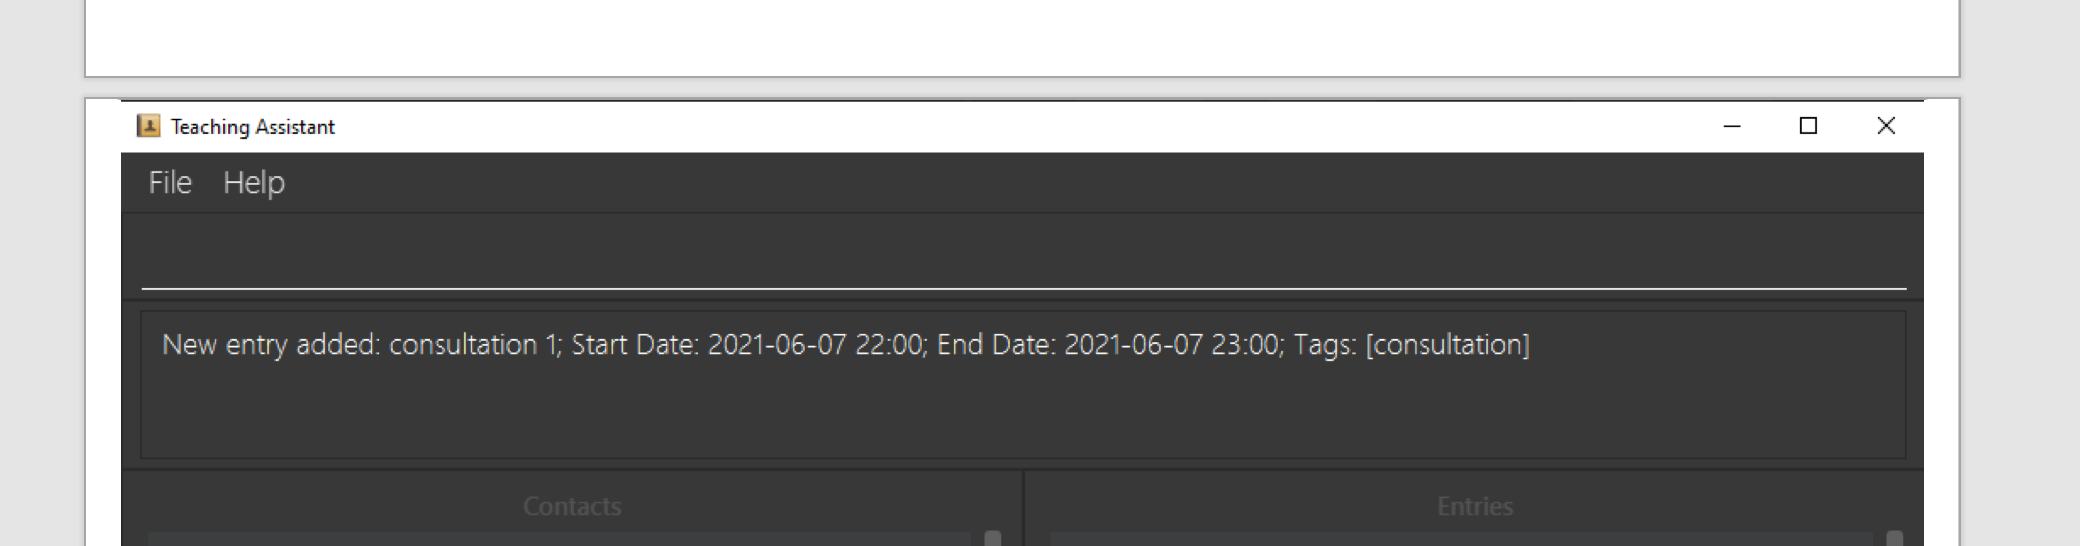 Teaching Assistant
File Help
New entry added: consultation 1; Start Date: 2021-06-07 22:00; End Date: 2021-06-07 23:00; Tags: [consultation]
Contacts
Entries